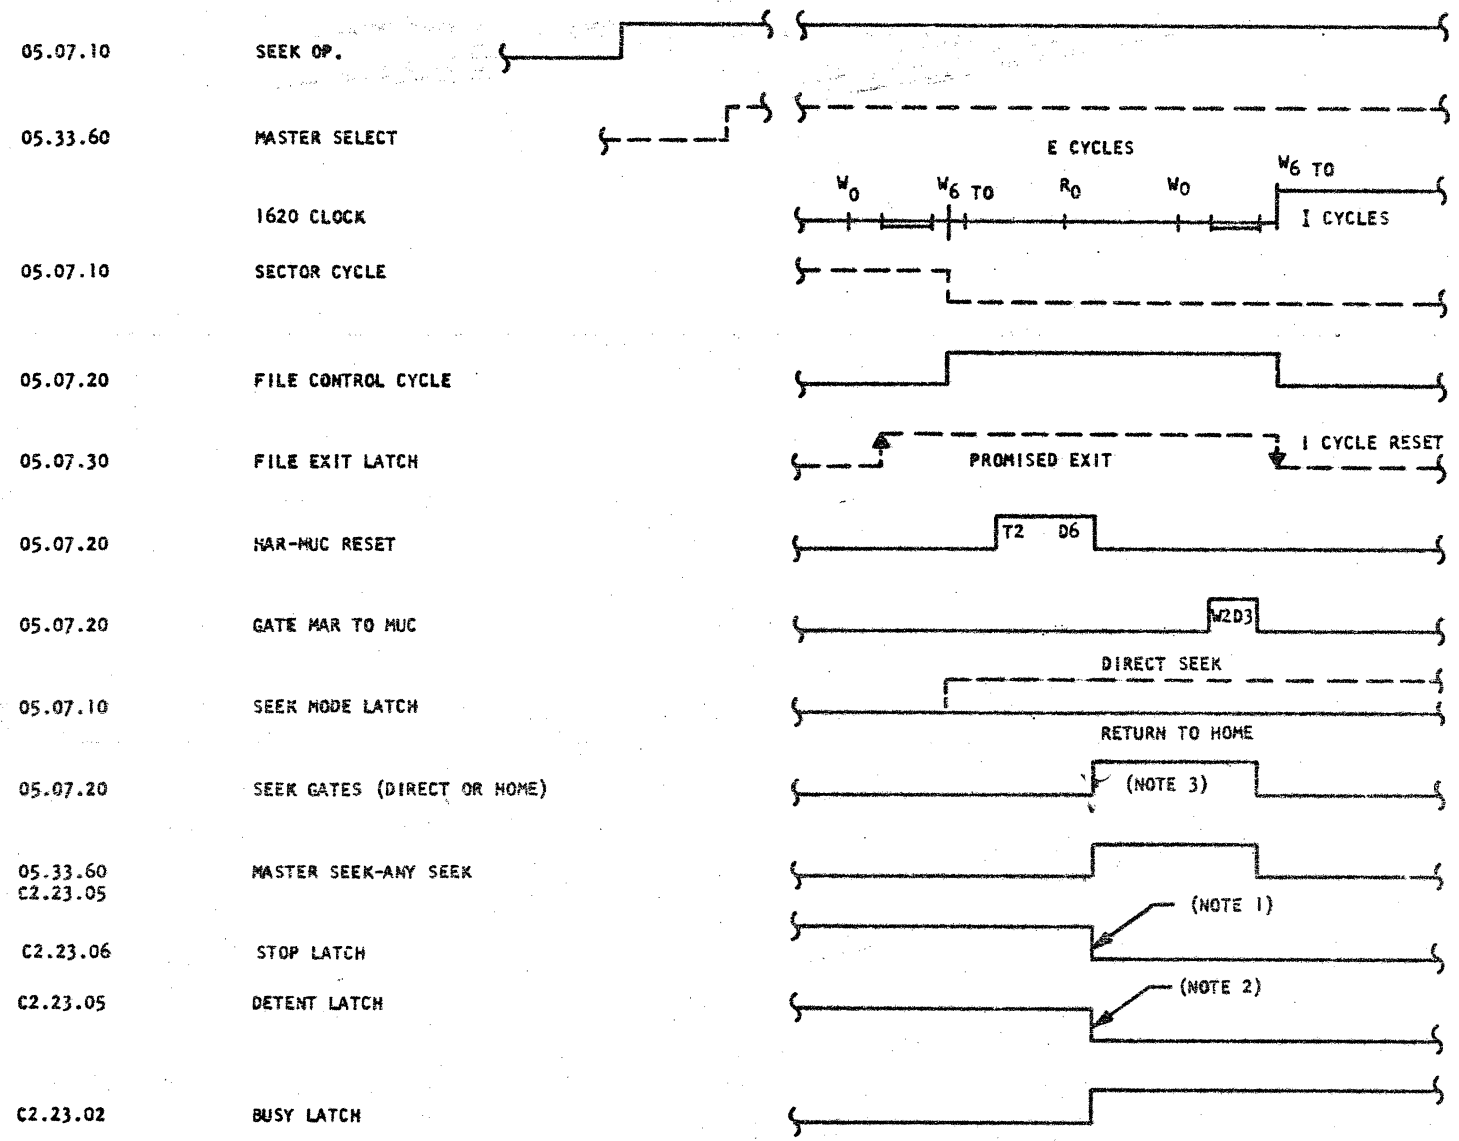 05.07.10 SEEK OP.
05.33.60 MASTER SELECT
E CYCLES
1620 CLOCK W0 W6 TO R0 W0 W6 TO I CYCLES
05.07.10 SECTOR CYCLE
05.07.20 FILE CONTROL CYCLE
05.07.30 FILE EXIT LATCH PROMISED EXIT I CYCLE RESET
05.07.20 MAR-MUC RESET T2 D6
05.07.20 GATE MAR TO MUC W2D3
DIRECT SEEK
05.07.10 SEEK MODE LATCH
RETURN TO HOME
05.07.20 SEEK GATES (DIRECT OR HOME) (NOTE 3)
05.33.60 MASTER SEEK-ANY SEEK
C2.23.05
(NOTE 1)
C2.23.06 STOP LATCH
(NOTE 2)
C2.23.05 DETENT LATCH
C2.23.02 BUSY LATCH